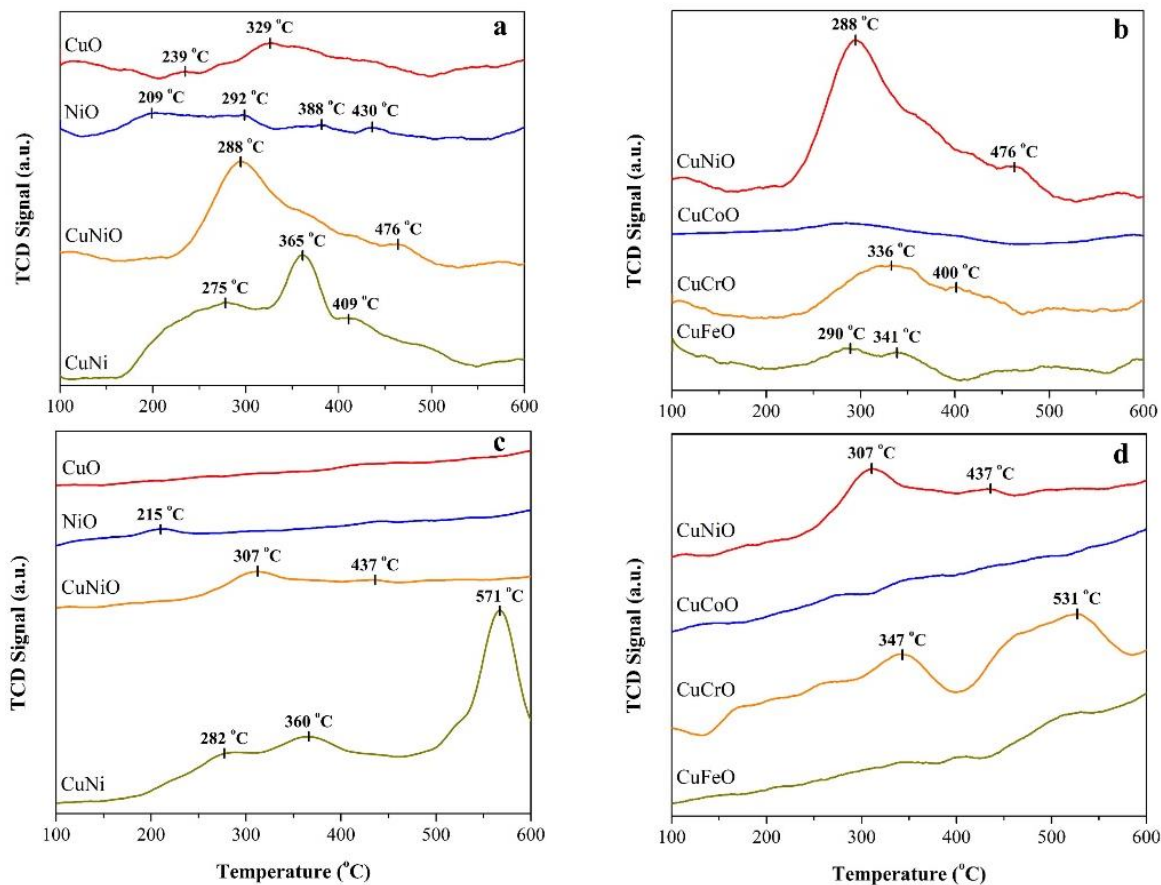 a
CuO
239 °C
329 °C
NiO
209 °C
292 °C
388 °C
430 °C
288 °C
CuNiO
476 °C
365 °C
275 °C
409 °C
CuNi
100 200 300 400 500 600
TCD Signal (a.u.)
b
288 °C
CuNiO
476 °C
CuCoO
336 °C
400 °C
CuCrO
290 °C
341 °C
CuFeO
100 200 300 400 500 600
TCD Signal (a.u.)
c
CuO
NiO
215 °C
CuNiO
307 °C
437 °C
571 °C
282 °C
360 °C
CuNi
100 200 300 400 500 600
Temperature (°C)
TCD Signal (a.u.)
d
307 °C
437 °C
CuNiO
CuCoO
531 °C
347 °C
CuCrO
CuFeO
100 200 300 400 500 600
Temperature (°C)
TCD Signal (a.u.)